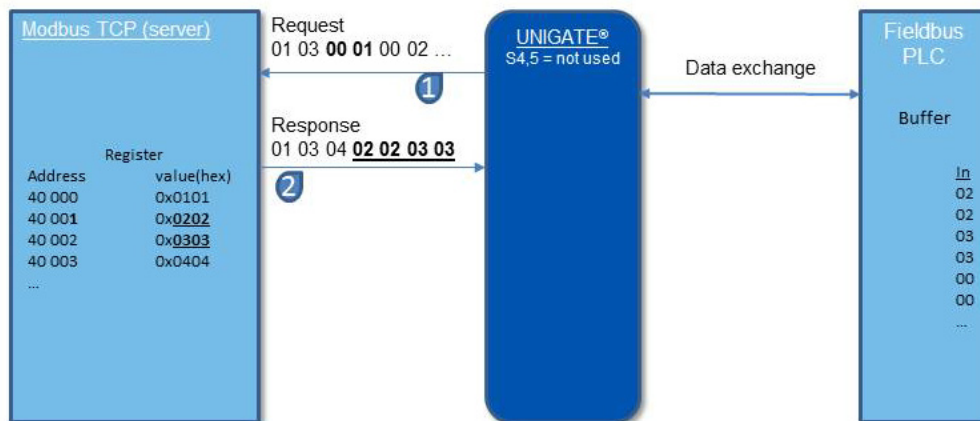 Modbus TCP (server)
Register
Address value(hex)
40 000 0x0101
40 001 0x0202
40 002 0x0303
40 003 0x0404
...
Request
01 03 00 01 00 02 ...
1
Response
01 03 04 02 02 03 03
2
UNIGATE®
S4,5 = not used
Data exchange
Fieldbus
PLC
Buffer
In
02
02
03
03
00
00
...